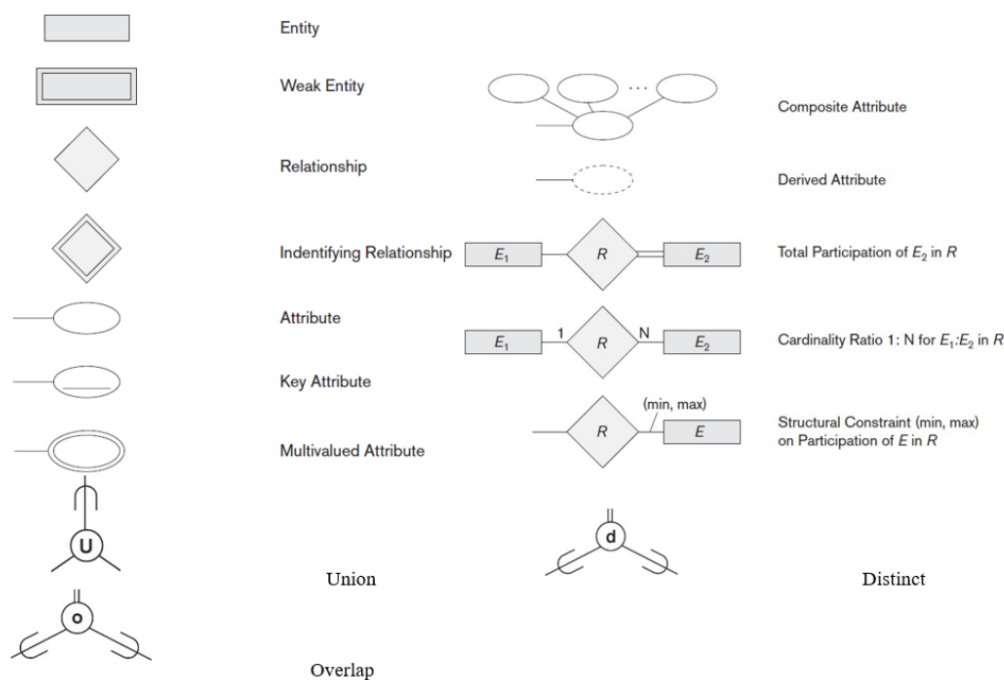 Entity
Weak Entity
Relationship
Indentifying Relationship
Attribute
Key Attribute
Multivalued Attribute
U
Union
o
Overlap
...
Composite Attribute
Derived Attribute
E1 R E2
Total Participation of E2 in R
E1 1 R N E2
Cardinality Ratio 1: N for E1:E2 in R
(min, max)
R E
Structural Constraint (min, max)
on Participation of E in R
d
Distinct